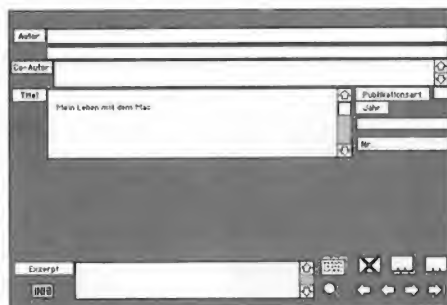 Autor
Co-Autor
Titel
Publikationsart
Mein Leben mit dem Mac
Jahr
Nr.
Exzerpt
INFO